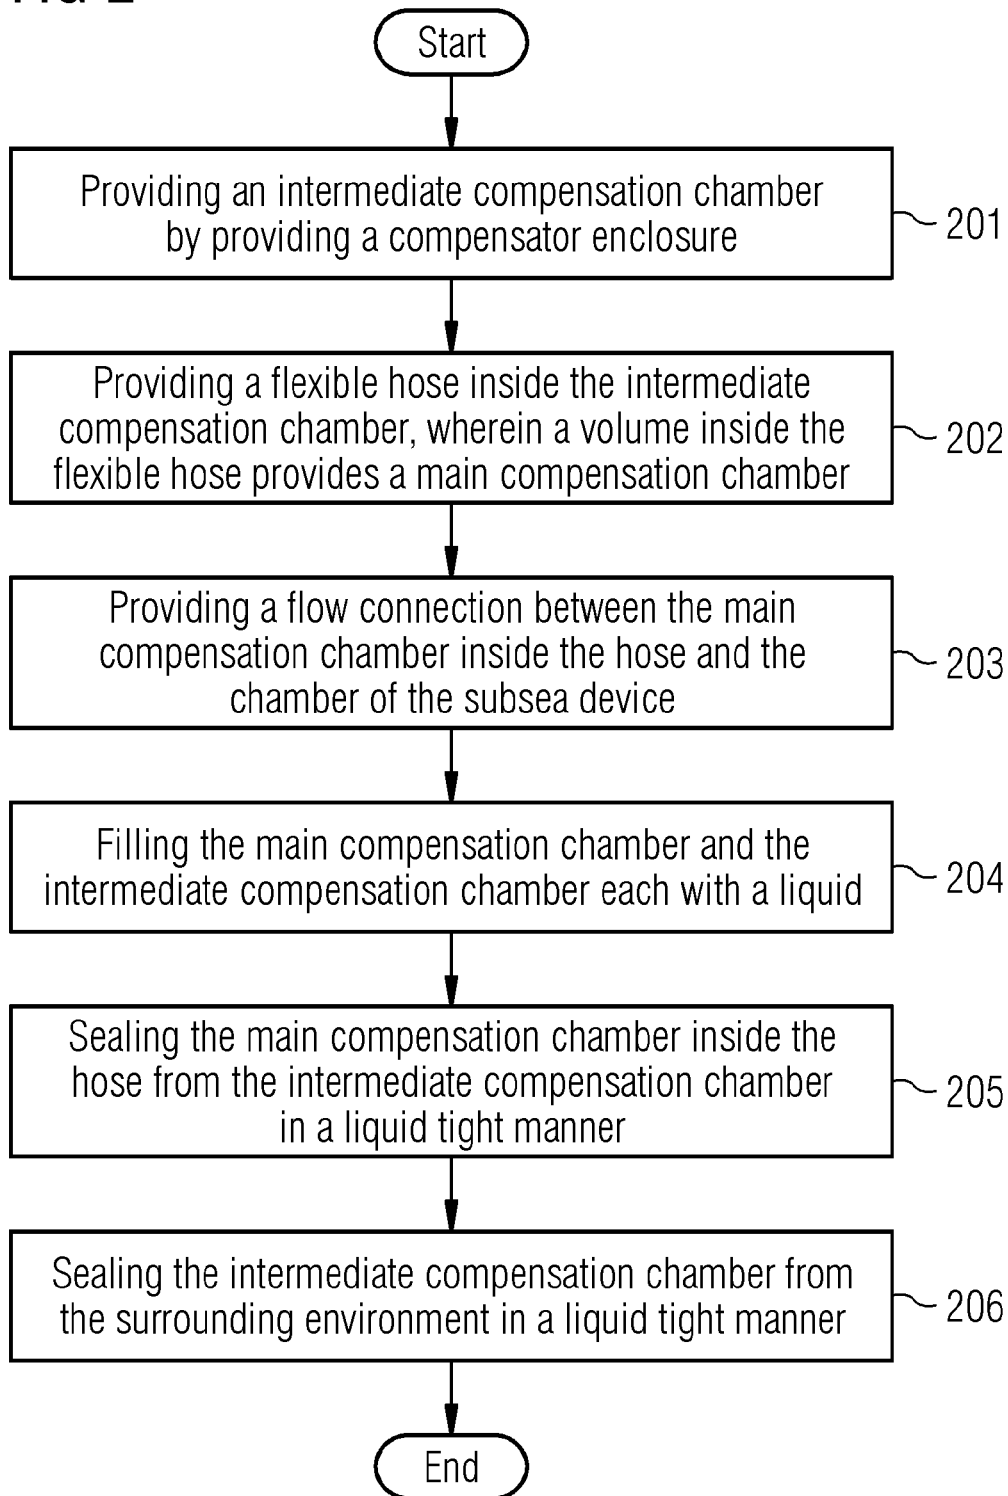 Start
Providing an intermediate compensation chamber
by providing a compensator enclosure
201
Providing a flexible hose inside the intermediate
compensation chamber, wherein a volume inside the
flexible hose provides a main compensation chamber
202
Providing a flow connection between the main
compensation chamber inside the hose and the
chamber of the subsea device
203
Filling the main compensation chamber and the
intermediate compensation chamber each with a liquid
204
Sealing the main compensation chamber inside the
hose from the intermediate compensation chamber
in a liquid tight manner
205
Sealing the intermediate compensation chamber from
the surrounding environment in a liquid tight manner
206
End